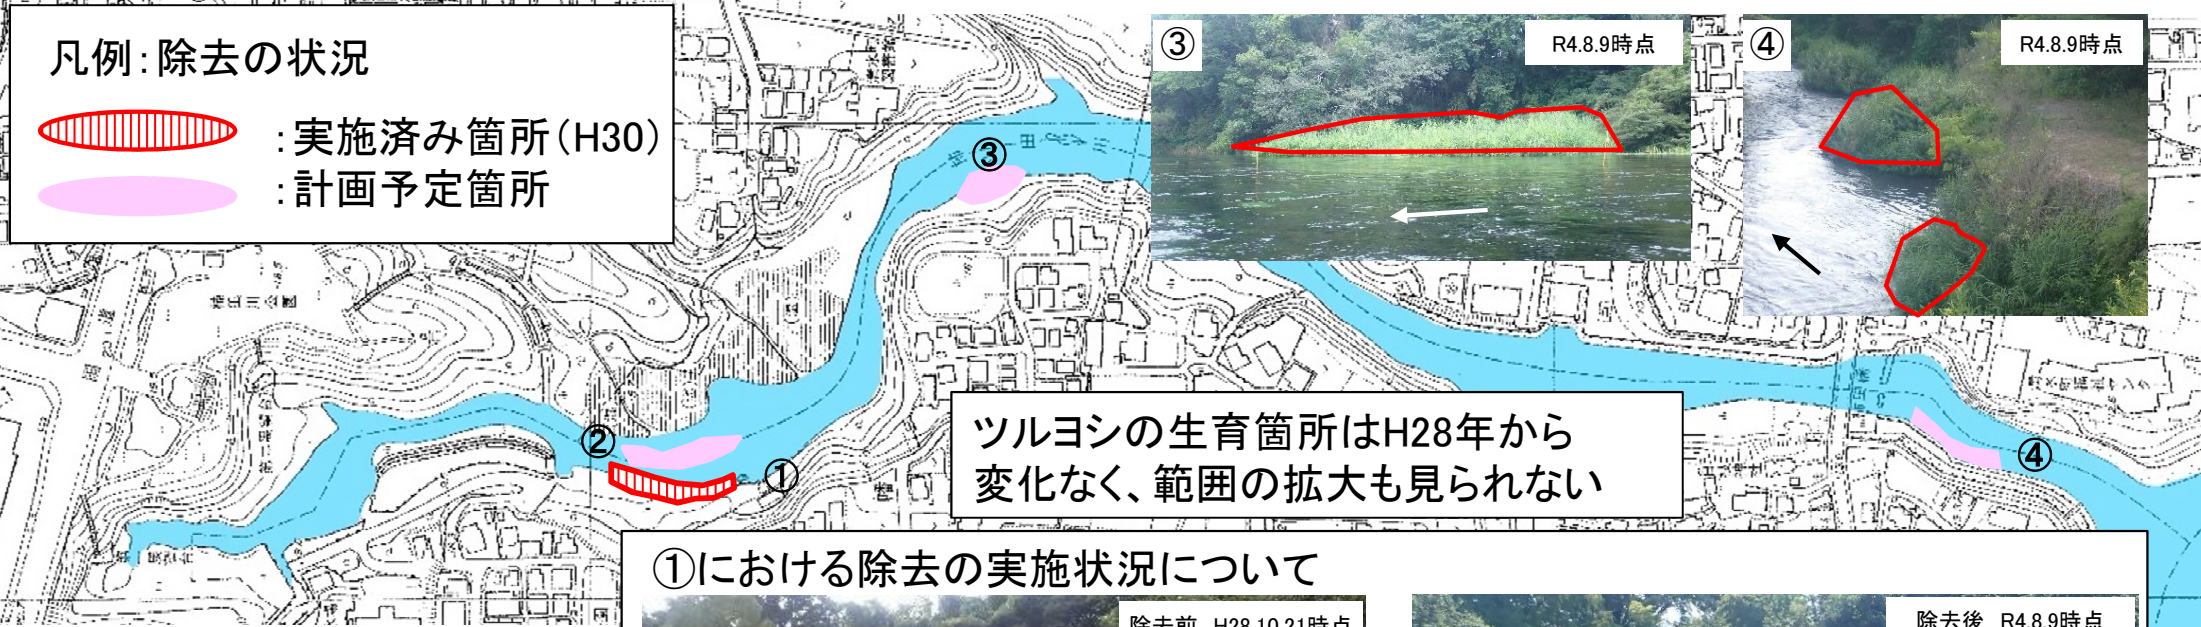 凡例：除去の状況
：実施済み箇所（H30）
：計画予定箇所
③
R4.8.9時点
④
R4.8.9時点
③
②
①
④
ツルヨシの生育箇所はH28年から
変化なく、範囲の拡大も見られない
①における除去の実施状況について
除去前 H28.10.21時点
除去後 R4.8.9時点